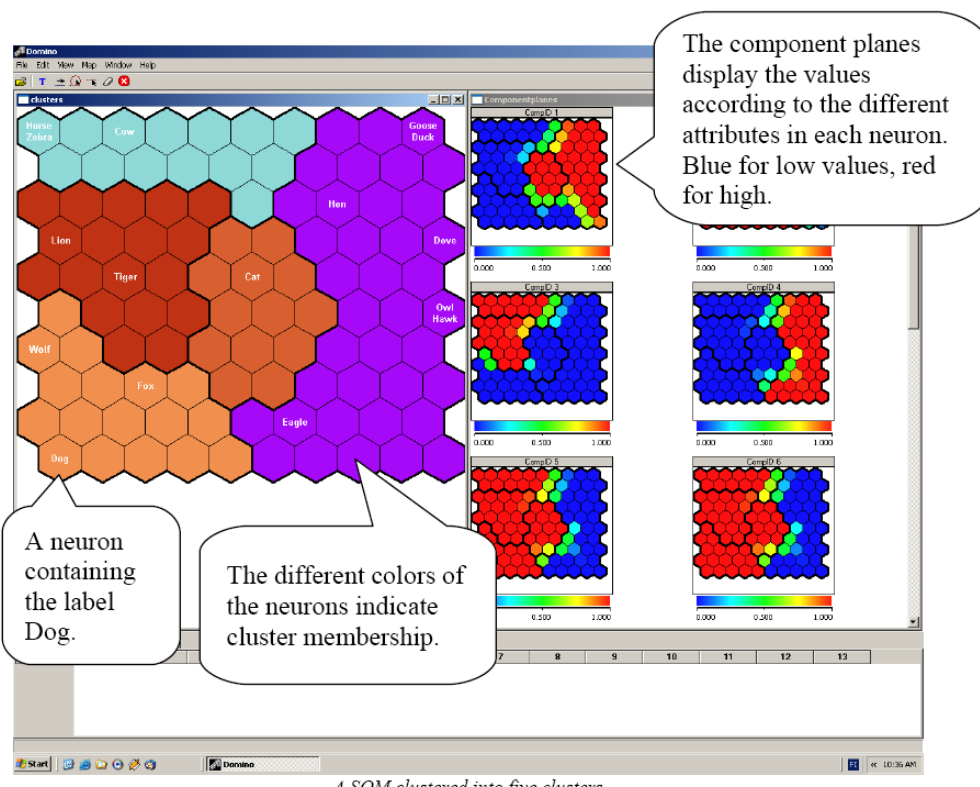 Domino
File Edit View Map Window Help
T
clusters
Componentplanes
The component planes
display the values
according to the different
attributes in each neuron.
Blue for low values, red
for high.
Horse
Zebra
Cow
Goose
Duck
Hen
Lion
Dove
Tiger
Cat
Owl
Hawk
Wolf
Fox
Eagle
Dog
CompID 1
0.000 0.500 1.000
0.000 0.500 1.000
CompID 3
CompID 4
0.000 0.500 1.000
0.000 0.500 1.000
CompID 5
CompID 6
0.500 1.000
0.000 0.500 1.000
A neuron
containing
the label
Dog.
The different colors of
the neurons indicate
cluster membership.
7 8 9 10 11 12 13
Start
Domino
FI
« 10:36 AM
A SOM clustered into five clusters